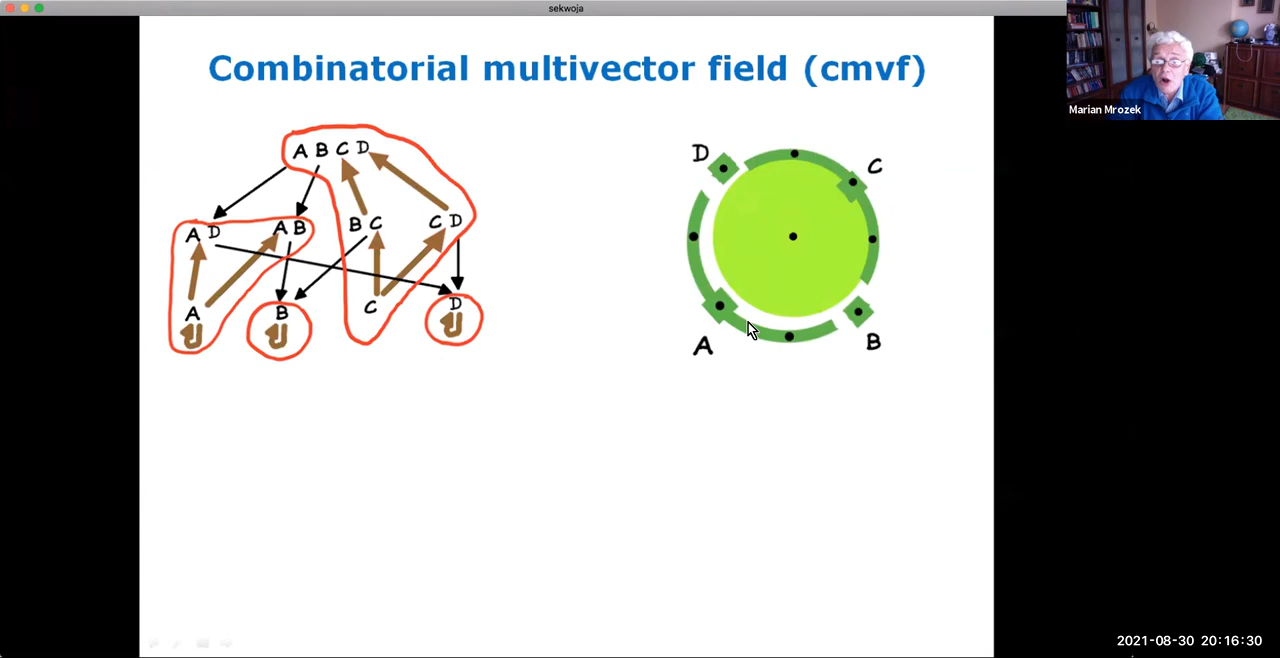 sekwoja
Combinatorial multivector field (cmvf)
Marian Mrozek
A B C D
A D A B B C C D
A B C D
D C
A B
2021-08-30 20:16:30